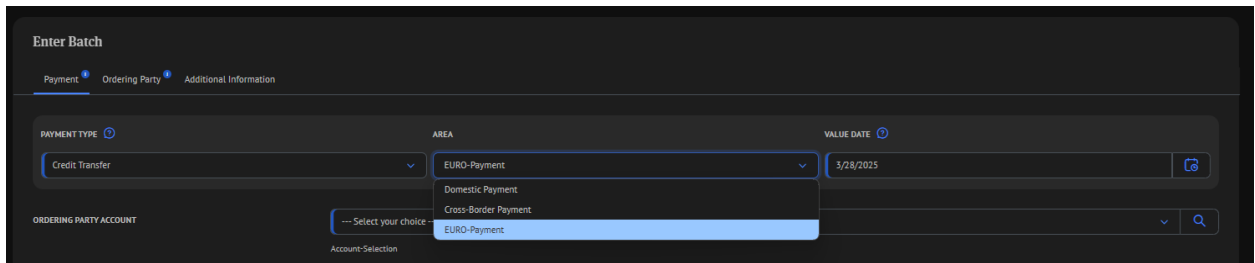 Enter Batch
Payment Ordering Party Additional Information
PAYMENT TYPE ? AREA VALUE DATE ?
Credit Transfer EURO-Payment 3/28/2025
Domestic Payment
Cross-Border Payment
ORDERING PARTY ACCOUNT --- Select your choice --
EURO-Payment
Account-Selection